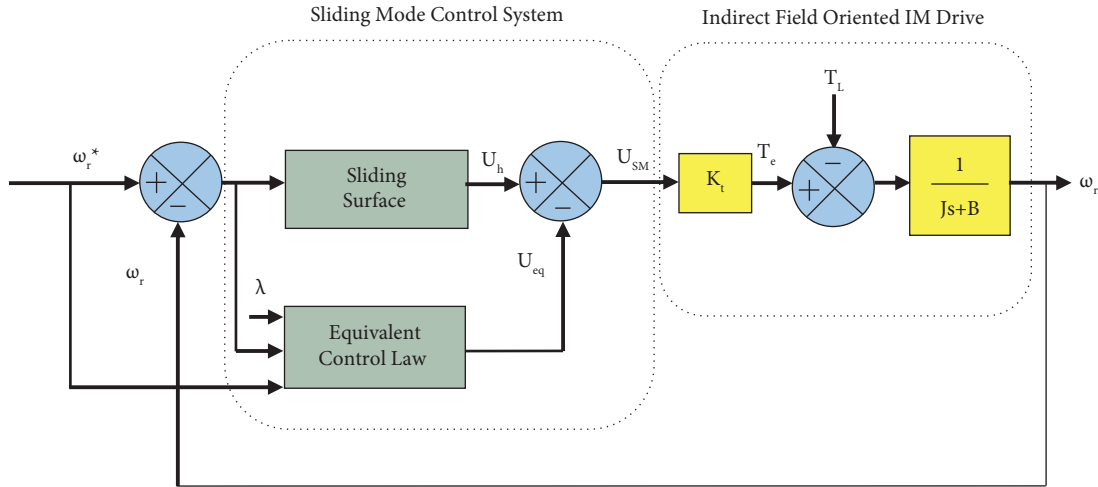 Sliding Mode Control System
Indirect Field Oriented IM Drive
ω_r*
+
−
ω_r
Sliding
Surface
U_h
+
−
U_eq
λ
Equivalent
Control Law
U_SM
K_t
T_e
T_L
−
+
1
Js+B
ω_r